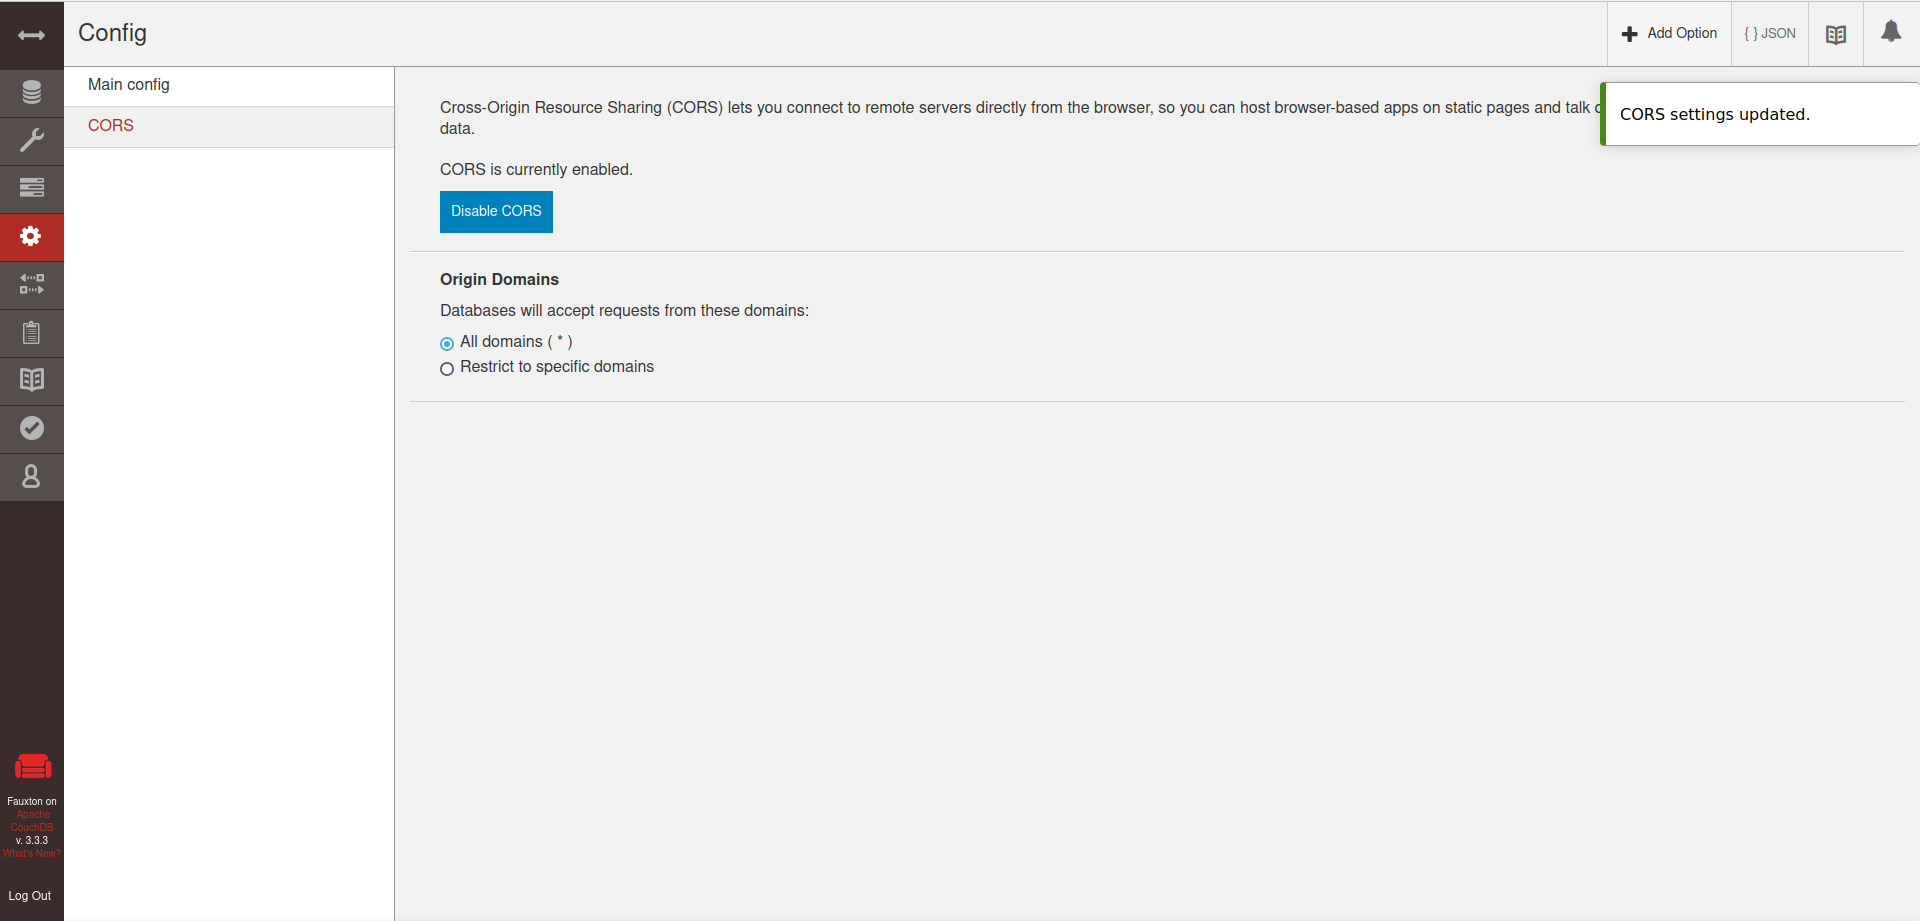 Config
Add Option
{ } JSON
Main config
CORS
Cross-Origin Resource Sharing (CORS) lets you connect to remote servers directly from the browser, so you can host browser-based apps on static pages and talk
data.
CORS settings updated.
CORS is currently enabled.
Disable CORS
Origin Domains
Databases will accept requests from these domains:
All domains ( * )
Restrict to specific domains
Fauxton on
Apache
CouchDB
v. 3.3.3
What's New?
Log Out